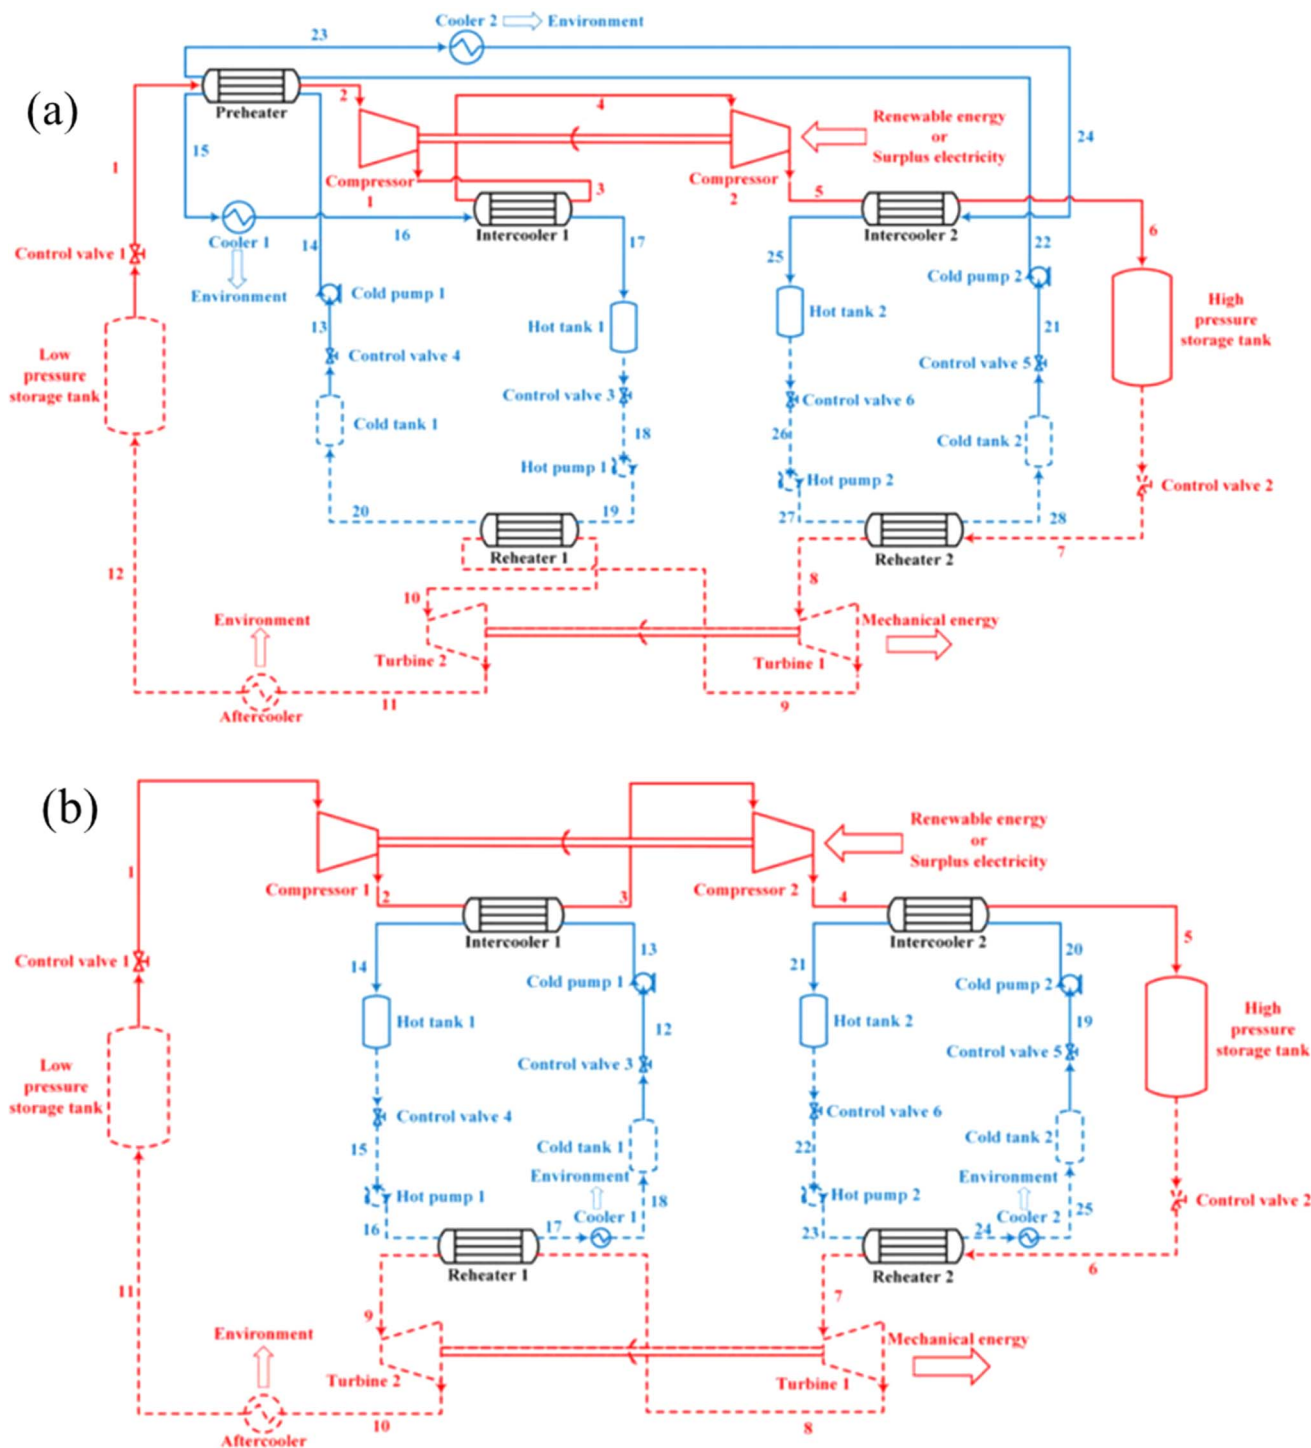 (a)
Cooler 2
Environment
23
Preheater
2
4
Renewable energy
or
Surplus electricity
24
15
1
Compressor
1
3
Compressor
2
5
Control valve 1
Cooler 1
14
16
Intercooler 1
17
Intercooler 2
22
6
25
Environment
Cold pump 1
Cold pump 2
13
Hot tank 1
Hot tank 2
21
High
pressure
storage tank
Low
pressure
storage tank
Control valve 4
Control valve 5
Control valve 3
Control valve 6
Cold tank 1
18
26
Cold tank 2
Hot pump 1
Hot pump 2
Control valve 2
20
19
27
28
Reheater 1
Reheater 2
7
12
8
10
Environment
Mechanical energy
Turbine 2
Turbine 1
Aftercooler
11
9
(b)
Renewable energy
or
Surplus electricity
1
Compressor 1
2
3
Compressor 2
4
Intercooler 1
Intercooler 2
5
Control valve 1
14
13
21
20
Cold pump 1
Cold pump 2
Hot tank 1
12
Hot tank 2
19
High
pressure
storage tank
Low
pressure
storage tank
Control valve 3
Control valve 5
Control valve 4
Control valve 6
15
Cold tank 1
22
Cold tank 2
Environment
Environment
Hot pump 1
18
Hot pump 2
25
Control valve 2
16
17
Cooler 1
23
24
Cooler 2
Reheater 1
Reheater 2
6
11
9
7
Environment
Mechanical energy
Turbine 2
Turbine 1
Aftercooler
10
8